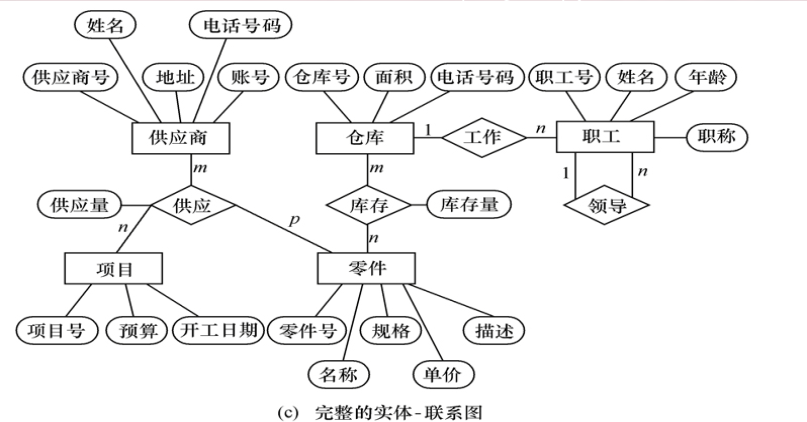 姓名 电话号码
供应商号 地址 账号 仓库号 面积 电话号码 职工号 姓名 年龄
供应商 仓库 1 工作 n 职工 职称
m m 1 n
供应量 供应 库存 库存量 领导
n p n
项目 零件
项目号 预算 开工日期 零件号 规格 描述
名称 单价
(c) 完整的实体-联系图